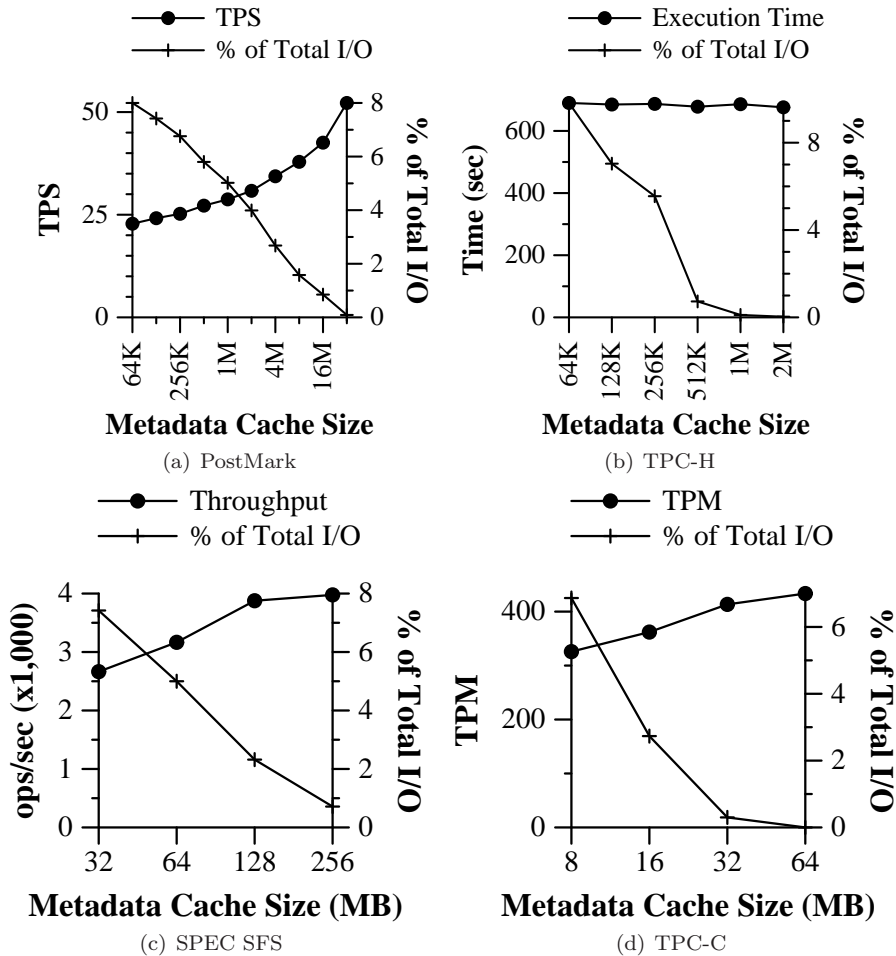 TPS
% of Total I/O
50
25
0
TPS
8
6
4
2
0
% of Total I/O
64K
256K
1M
4M
16M
Metadata Cache Size
(a) PostMark
Execution Time
% of Total I/O
600
400
200
0
Time (sec)
8
6
4
2
0
% of Total I/O
64K
128K
256K
512K
1M
2M
Metadata Cache Size
(b) TPC-H
Throughput
% of Total I/O
4
3
2
1
0
ops/sec (x1,000)
8
6
4
2
0
% of Total I/O
32
64
128
256
Metadata Cache Size (MB)
(c) SPEC SFS
TPM
% of Total I/O
400
200
0
TPM
6
4
2
0
% of Total I/O
8
16
32
64
Metadata Cache Size (MB)
(d) TPC-C